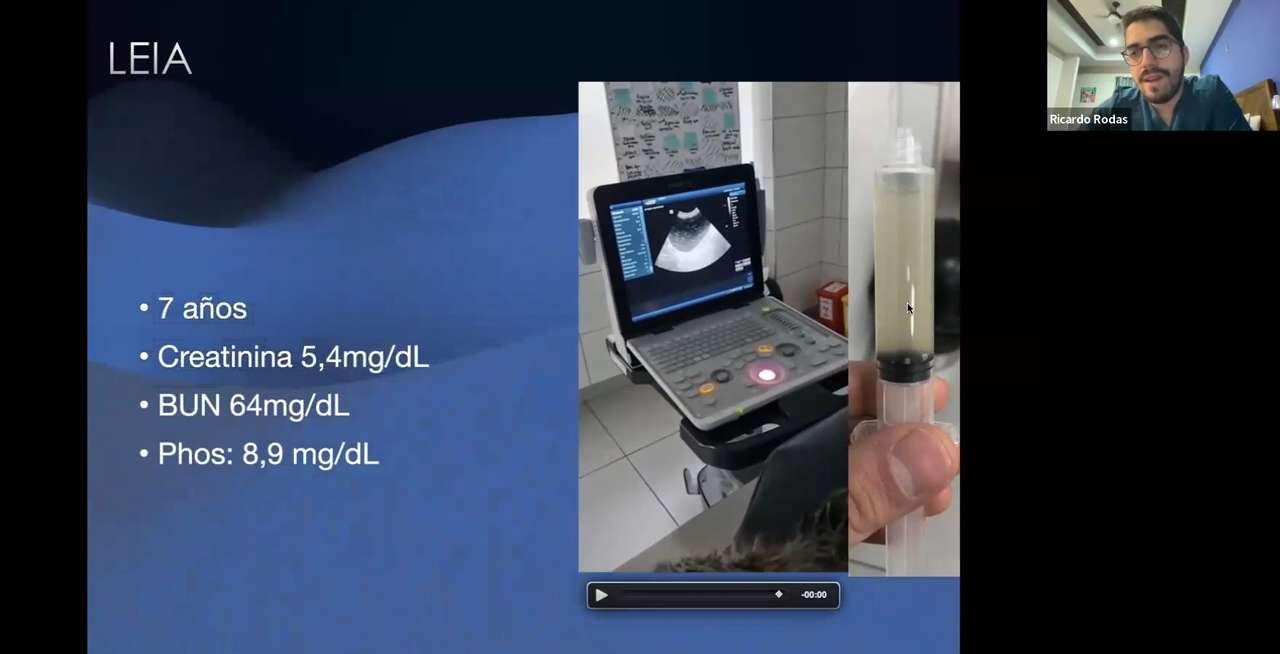 LEIA
• 7 años
• Creatinina 5,4mg/dL
• BUN 64mg/dL
• Phos: 8,9 mg/dL
-00:00
Ricardo Rodas